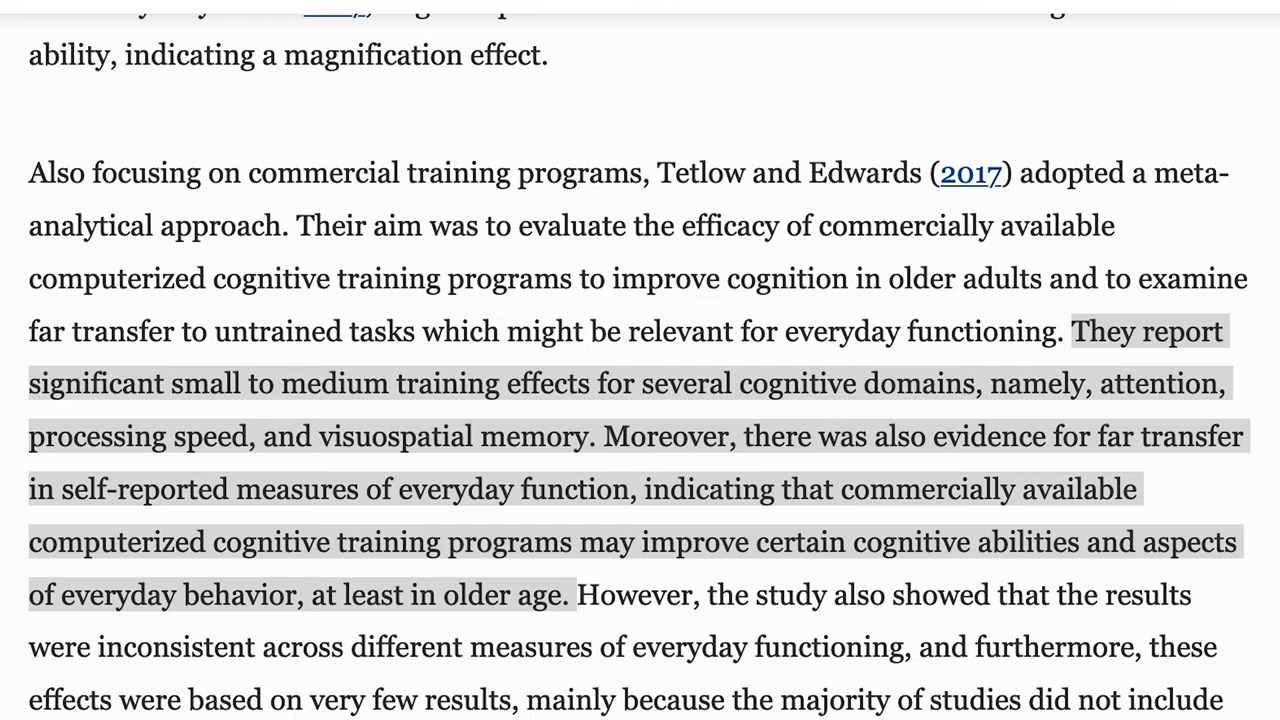 ability, indicating a magnification effect.
Also focusing on commercial training programs, Tetlow and Edwards (2017) adopted a meta-
analytical approach. Their aim was to evaluate the efficacy of commercially available
computerized cognitive training programs to improve cognition in older adults and to examine
far transfer to untrained tasks which might be relevant for everyday functioning. They report
significant small to medium training effects for several cognitive domains, namely, attention,
processing speed, and visuospatial memory. Moreover, there was also evidence for far transfer
in self-reported measures of everyday function, indicating that commercially available
computerized cognitive training programs may improve certain cognitive abilities and aspects
of everyday behavior, at least in older age. However, the study also showed that the results
were inconsistent across different measures of everyday functioning, and furthermore, these
effects were based on very few results, mainly because the majority of studies did not include